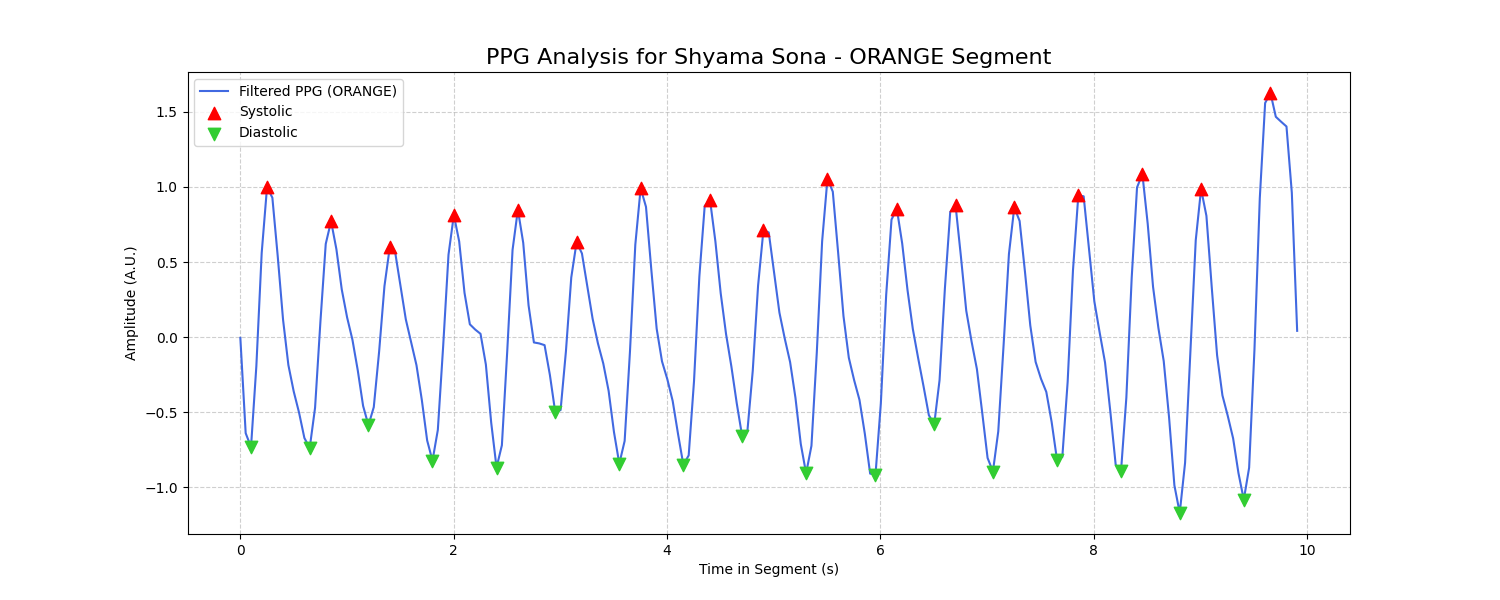 PPG Analysis for Shyama Sona - ORANGE Segment
Filtered PPG (ORANGE)
Systolic
Diastolic
1.5
1.0
0.5
0.0
−0.5
−1.0
Amplitude (A.U.)
0 2 4 6 8 10
Time in Segment (s)